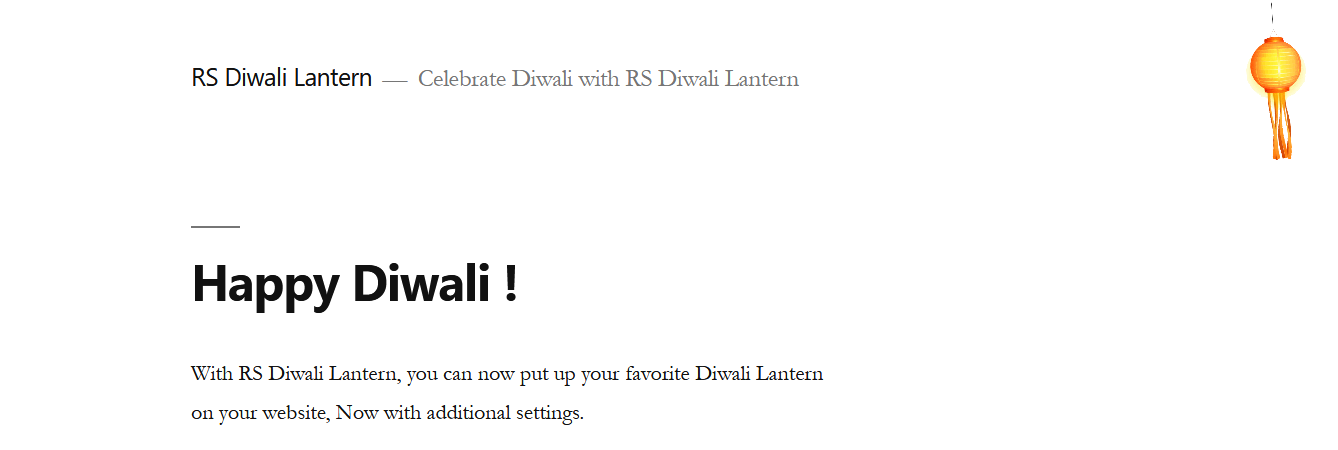 RS Diwali Lantern — Celebrate Diwali with RS Diwali Lantern
Happy Diwali !
With RS Diwali Lantern, you can now put up your favorite Diwali Lantern
on your website, Now with additional settings.